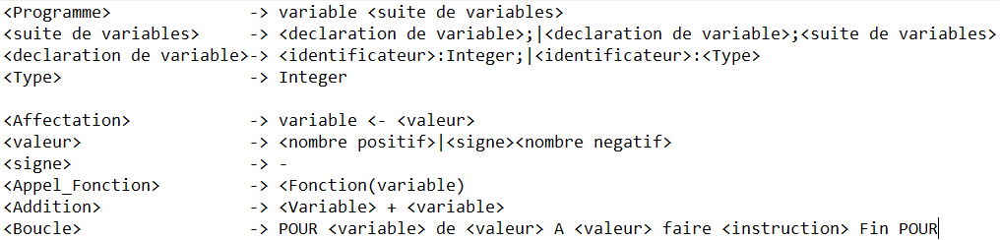 <Programme> -> variable <suite de variables>
<suite de variables> -> <declaration de variable>;|<declaration de variable>;<suite de variables>
<declaration de variable>-> <identificateur>:Integer;|<identificateur>:<Type>
<Type> -> Integer
<Affectation> -> variable <- <valeur>
<valeur> -> <nombre positif>|<signe><nombre negatif>
<signe> -> -
<Appel_Fonction> -> <Fonction(variable)
<Addition> -> <Variable> + <variable>
<Boucle> -> POUR <variable> de <valeur> A <valeur> faire <instruction> Fin POUR